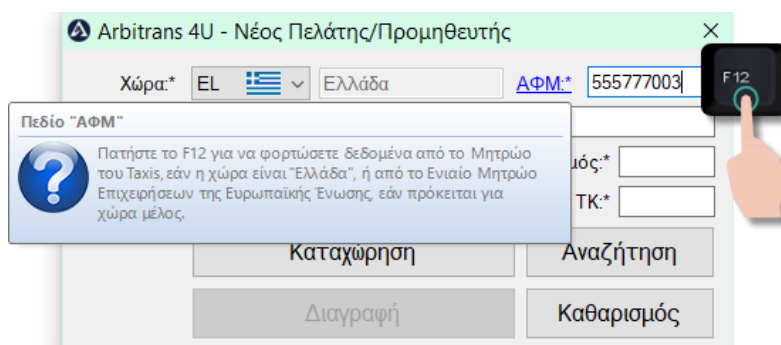 Arbitrans 4U - Νέος Πελάτης/Προμηθευτής
Χώρα:* EL Ελλάδα ΑΦΜ:* 555777003 F12
Πεδίο "ΑΦΜ"
Πατήστε το F12 για να φορτώσετε δεδομένα από το Μητρώο
του Taxis, εάν η χώρα είναι "Ελλάδα", ή από το Ενιαίο Μητρώο
Επιχειρήσεων της Ευρωπαϊκής Ένωσης, εάν πρόκειται για
χώρα μέλος.
μός:*
ΤΚ:*
Καταχώρηση Αναζήτηση
Διαγραφή Καθαρισμός